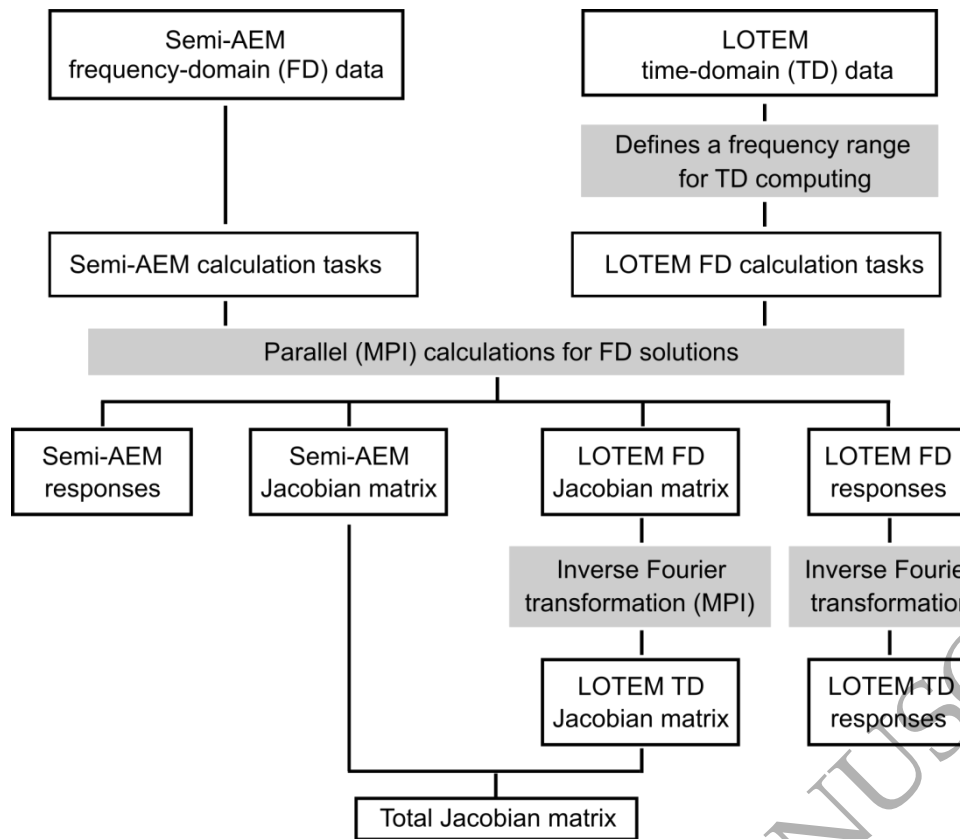 Semi-AEM
frequency-domain (FD) data
LOTEM
time-domain (TD) data
Defines a frequency range
for TD computing
Semi-AEM calculation tasks
LOTEM FD calculation tasks
Parallel (MPI) calculations for FD solutions
Semi-AEM
responses
Semi-AEM
Jacobian matrix
LOTEM FD
Jacobian matrix
LOTEM FD
responses
Inverse Fourier
transformation (MPI)
Inverse
LOTEM TD
Jacobian matrix
LOTEM TD
responses
Total Jacobian matrix